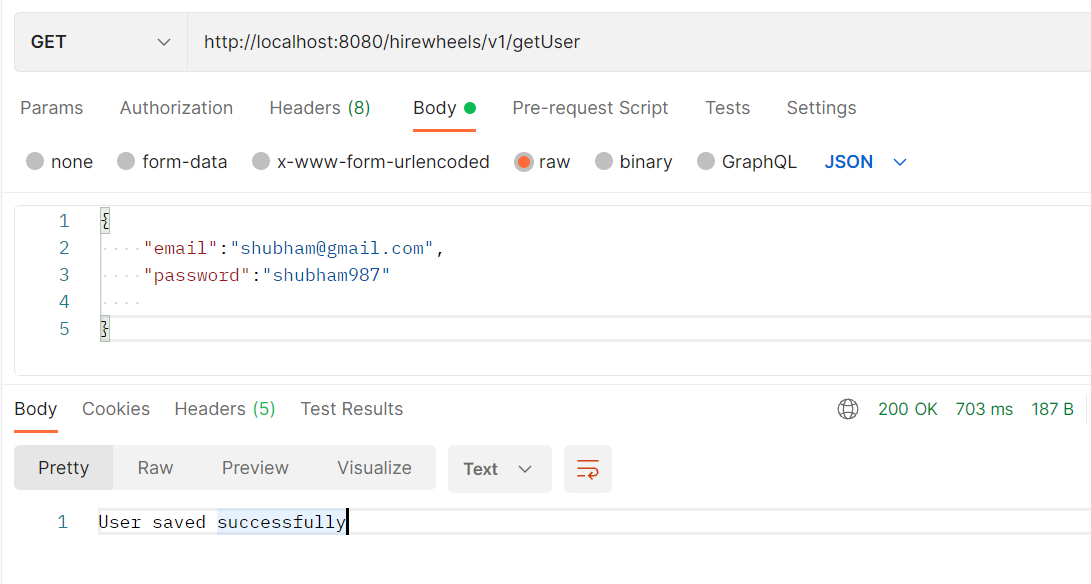 GET http://localhost:8080/hirewheels/v1/getUser
Params Authorization Headers (8) Body Pre-request Script Tests Settings
none form-data x-www-form-urlencoded raw binary GraphQL JSON
1 {
2 "email":"shubham@gmail.com",
3 "password":"shubham987"
4
5 }
Body Cookies Headers (5) Test Results 200 OK 703 ms 187 B
Pretty Raw Preview Visualize Text
1 User saved successfully